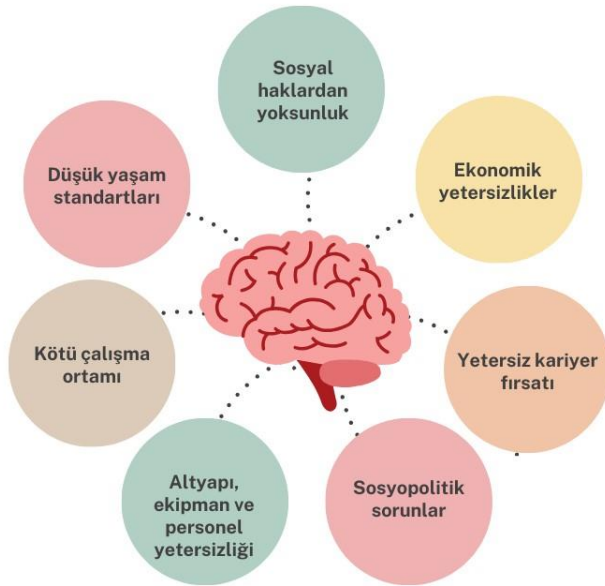 Sosyal
haklardan
yoksunluk
Ekonomik
yetersizlikler
Yetersiz kariyer
fırsatı
Sosyopolitik
sorunlar
Altyapı,
ekipman ve
personel
yetersizliği
Kötü çalışma
ortamı
Düşük yaşam
standartları